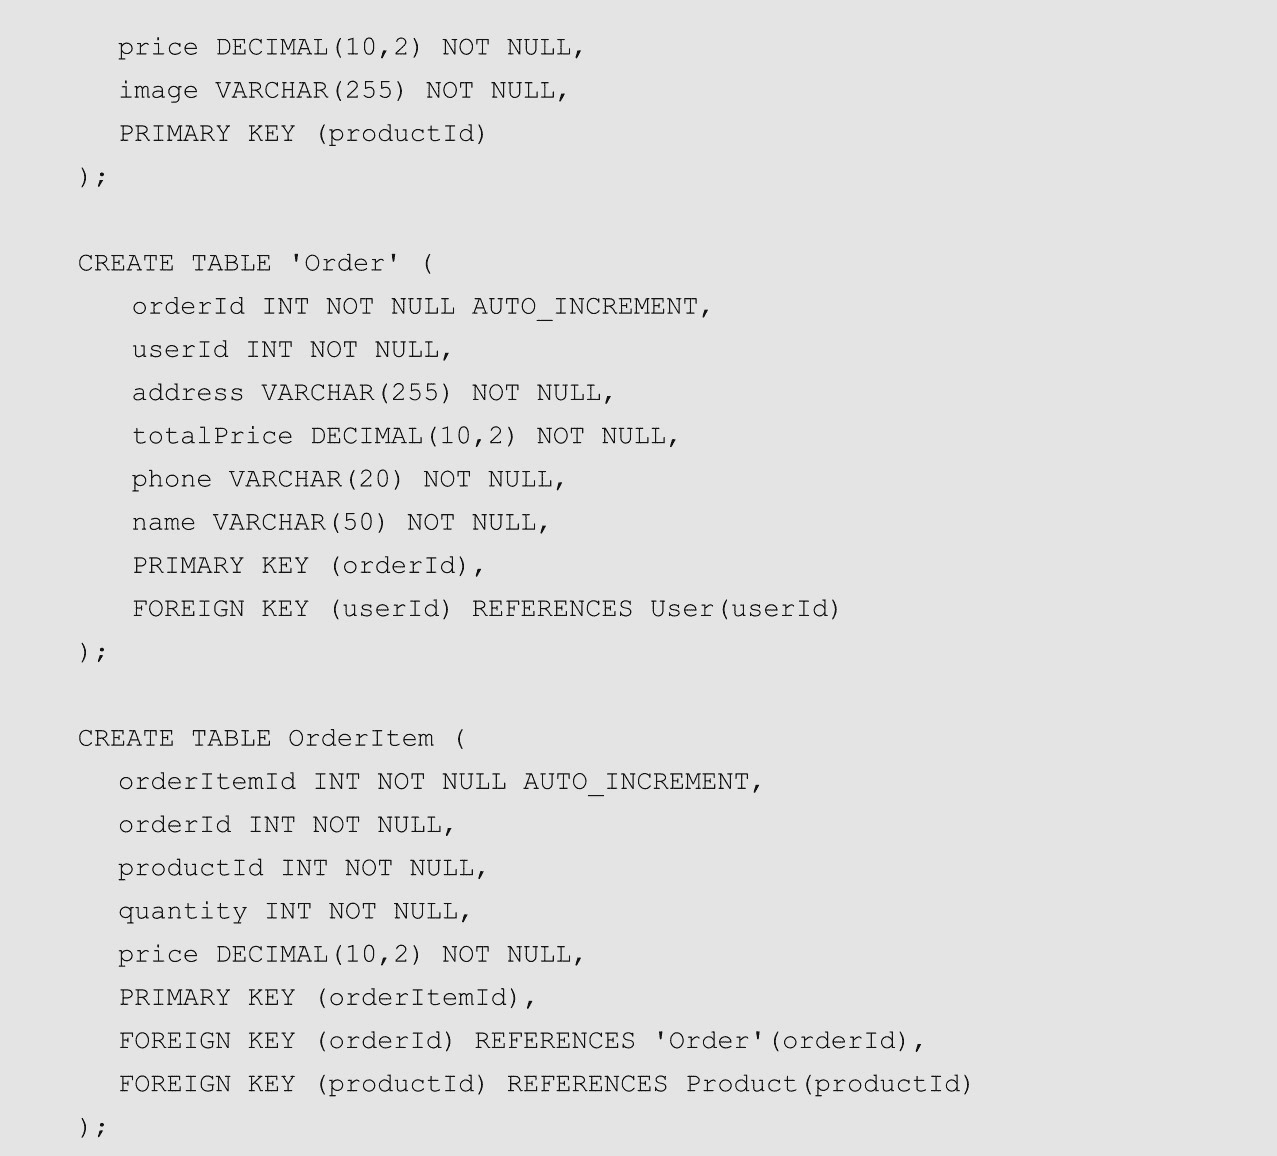 price DECIMAL(10,2) NOT NULL,
image VARCHAR(255) NOT NULL,
PRIMARY KEY (productId)
);
CREATE TABLE 'Order' (
orderId INT NOT NULL AUTO_INCREMENT,
userId INT NOT NULL,
address VARCHAR(255) NOT NULL,
totalPrice DECIMAL(10,2) NOT NULL,
phone VARCHAR(20) NOT NULL,
name VARCHAR(50) NOT NULL,
PRIMARY KEY (orderId),
FOREIGN KEY (userId) REFERENCES User(userId)
);
CREATE TABLE OrderItem (
orderItemId INT NOT NULL AUTO_INCREMENT,
orderId INT NOT NULL,
productId INT NOT NULL,
quantity INT NOT NULL,
price DECIMAL(10,2) NOT NULL,
PRIMARY KEY (orderItemId),
FOREIGN KEY (orderId) REFERENCES 'Order'(orderId),
FOREIGN KEY (productId) REFERENCES Product(productId)
);